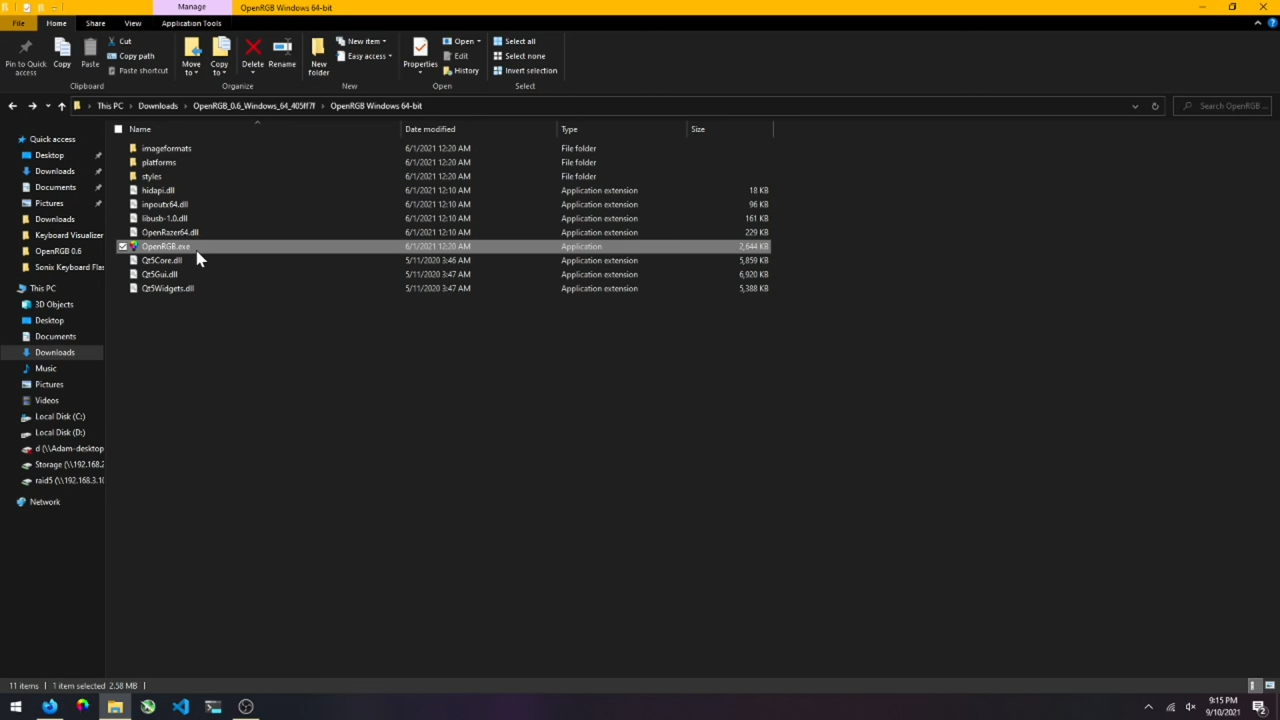 Manage
OpenRGB Windows 64-bit
File
Home
Share
View
Application Tools
Pin to Quick access
Copy
Paste
Cut
Copy path
Paste shortcut
Clipboard
Move to
Copy to
Delete
Rename
Organize
New folder
New item
Easy access
New
Properties
Open
Edit
History
Open
Select all
Select none
Invert selection
Select
This PC
Downloads
OpenRGB_0.6_Windows_64_405ff7f
OpenRGB Windows 64-bit
Search OpenRGB ...
Name
Date modified
Type
Size
imageformats 6/1/2021 12:20 AM File folder
platforms 6/1/2021 12:20 AM File folder
styles 6/1/2021 12:20 AM File folder
hidapi.dll 6/1/2021 12:10 AM Application extension 18 KB
inpoutx64.dll 6/1/2021 12:10 AM Application extension 96 KB
libusb-1.0.dll 6/1/2021 12:10 AM Application extension 161 KB
OpenRazer64.dll 6/1/2021 12:10 AM Application extension 229 KB
OpenRGB.exe 6/1/2021 12:20 AM Application 2,644 KB
Qt5Core.dll 5/11/2020 3:46 AM Application extension 5,859 KB
Qt5Gui.dll 5/11/2020 3:47 AM Application extension 6,920 KB
Qt5Widgets.dll 5/11/2020 3:47 AM Application extension 5,388 KB
Quick access
Desktop
Downloads
Documents
Pictures
Downloads
Keyboard Visualizer
OpenRGB 0.6
Sonix Keyboard Flas
This PC
3D Objects
Desktop
Documents
Downloads
Music
Pictures
Videos
Local Disk (C:)
Local Disk (D:)
d (\\Adam-desktop
Storage (\\192.168.2
raid5 (\\192.168.3.10
Network
11 items
1 item selected 2.58 MB
9:15 PM
9/10/2021
2